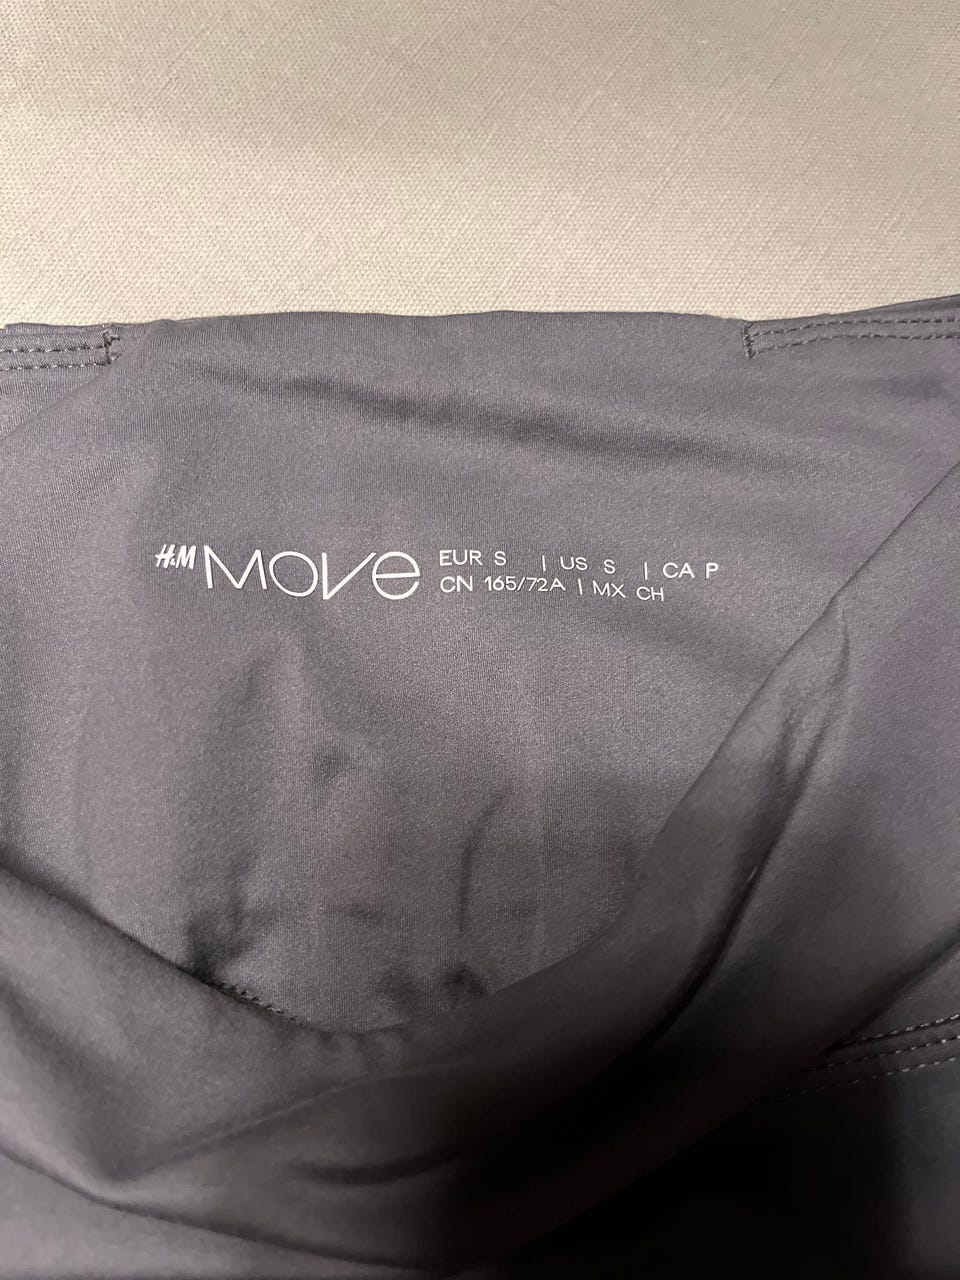 H&M MOVE
EUR S | US S | CA P
CN 165/72A | MX CH